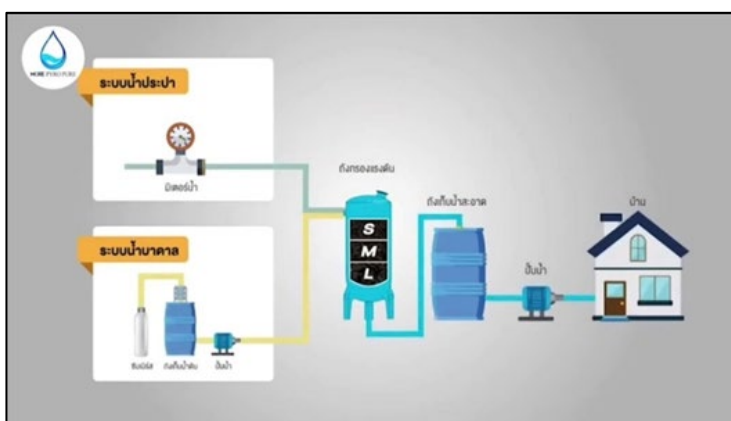 ระบบน้ำประปา
มิเตอร์น้ำ
ระบบน้ำบาดาล
ซับเมิร์ส
ถังเก็บน้ำดิบ
ปั๊มน้ำ
ถังกรองแรงดัน
S
M
L
ถังเก็บน้ำสะอาด
ปั๊มน้ำ
บ้าน